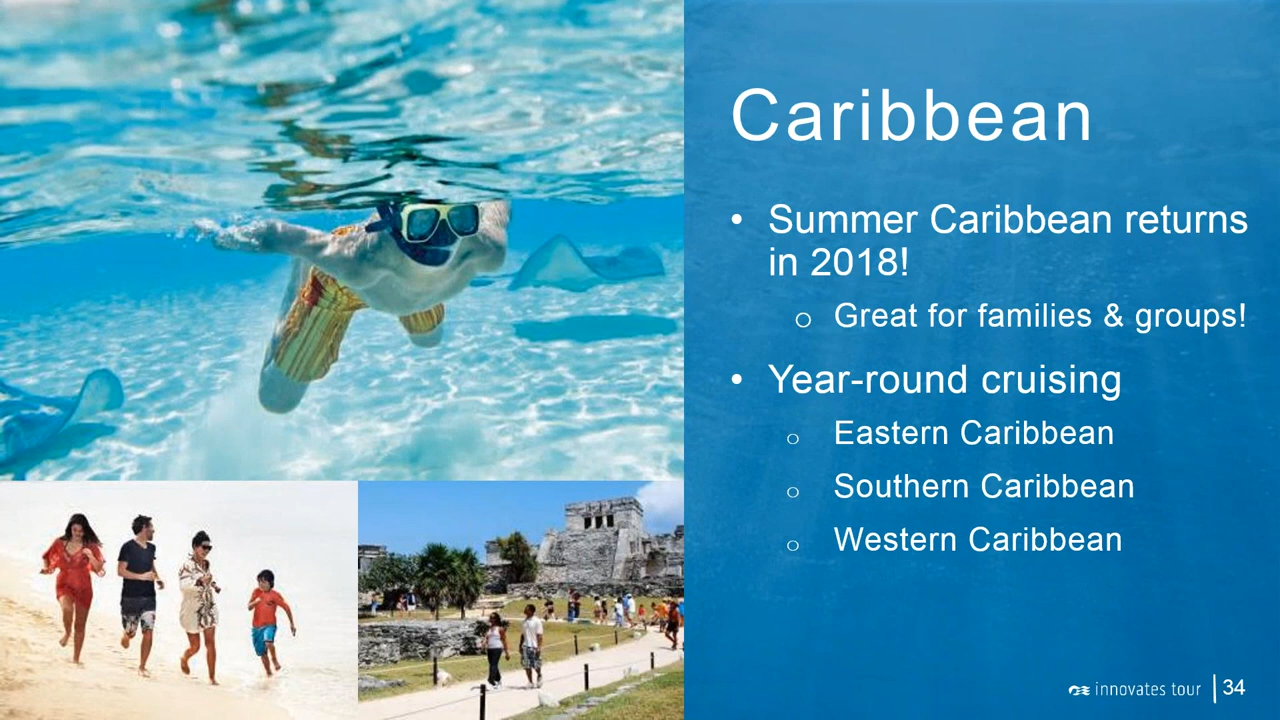 Caribbean
• Summer Caribbean returns
in 2018!
o Great for families & groups!
• Year-round cruising
o Eastern Caribbean
o Southern Caribbean
o Western Caribbean
innovates tour | 34